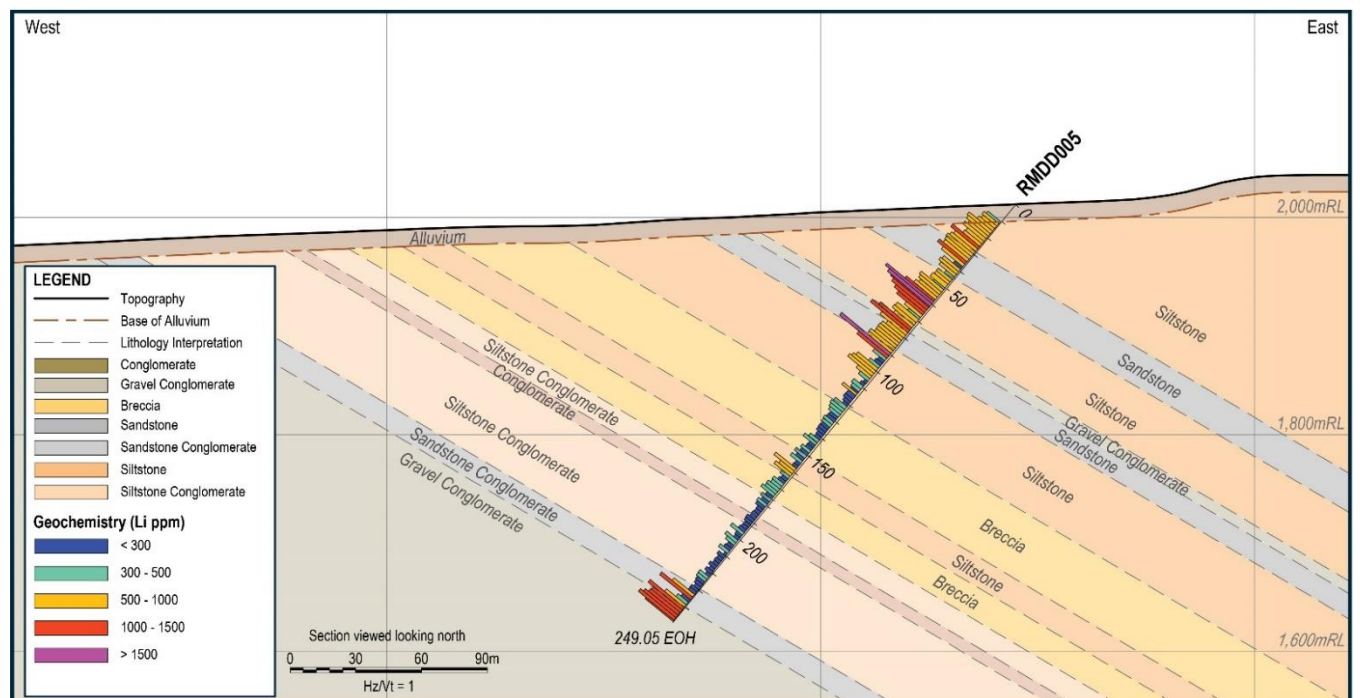 West
East
RMDD005
0
2,000mRL
Alluvium
LEGEND
Topography
Base of Alluvium
Lithology Interpretation
Conglomerate
Gravel Conglomerate
Breccia
Sandstone
Sandstone Conglomerate
Siltstone
Siltstone Conglomerate
Geochemistry (Li ppm)
< 300
300 - 500
500 - 1000
1000 - 1500
> 1500
50
100
150
200
249.05 EOH
Siltstone
Sandstone
Siltstone
Gravel Conglomerate
Sandstone
Siltstone
Breccia
Siltstone
Breccia
Siltstone Conglomerate
Conglomerate
Siltstone Conglomerate
Sandstone Conglomerate
Gravel Conglomerate
1,800mRL
1,600mRL
Section viewed looking north
0 30 60 90m
Hz/Vt = 1